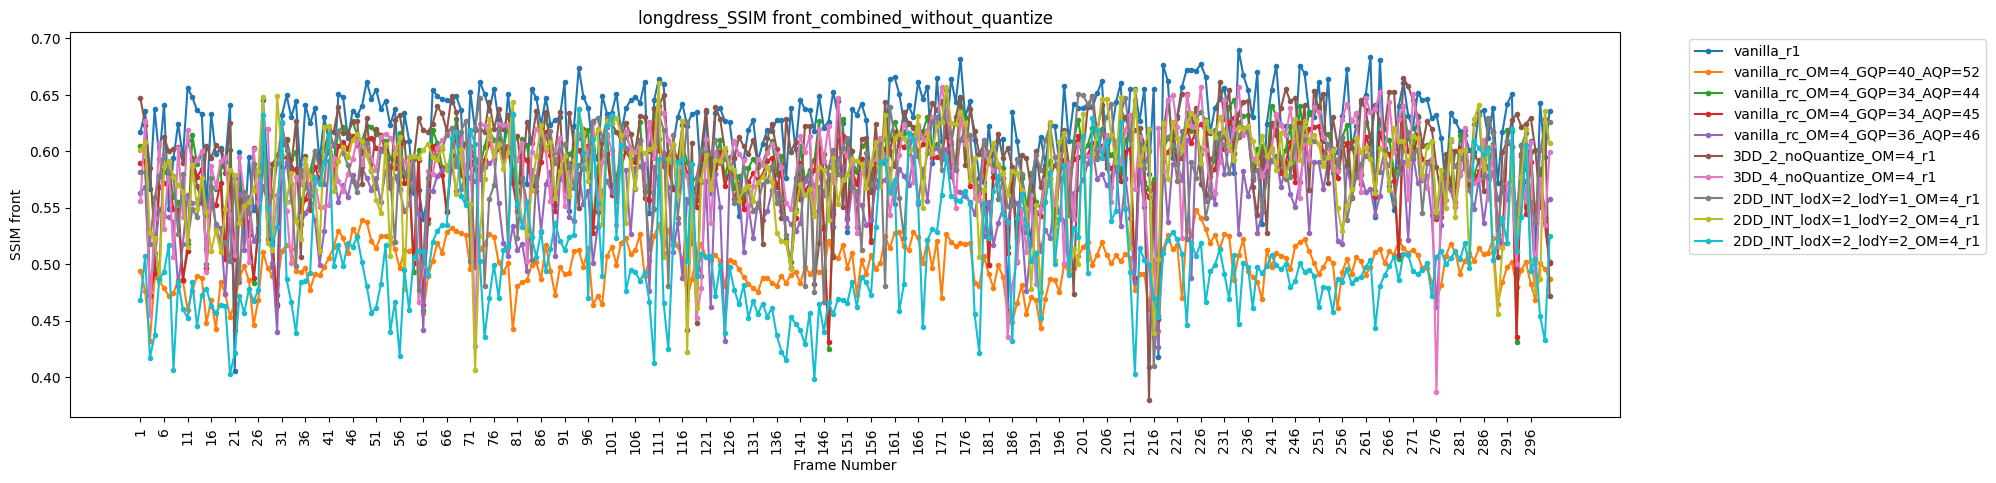 longdress_SSIM front_combined_without_quantize
SSIM front
0.70
0.65
0.60
0.55
0.50
0.45
0.40
1 6 11 16 21 26 31 36 41 46 51 56 61 66 71 76 81 86 91 96 101 106 111 116 121 126 131 136 141 146 151 156 161 166 171 176 181 186 191 196 201 206 211 216 221 226 231 236 241 246 251 256 261 266 271 276 281 286 291 296
Frame Number
vanilla_r1
vanilla_rc_OM=4_GQP=40_AQP=52
vanilla_rc_OM=4_GQP=34_AQP=44
vanilla_rc_OM=4_GQP=34_AQP=45
vanilla_rc_OM=4_GQP=36_AQP=46
3DD_2_noQuantize_OM=4_r1
3DD_4_noQuantize_OM=4_r1
2DD_INT_lodX=2_lodY=1_OM=4_r1
2DD_INT_lodX=1_lodY=2_OM=4_r1
2DD_INT_lodX=2_lodY=2_OM=4_r1